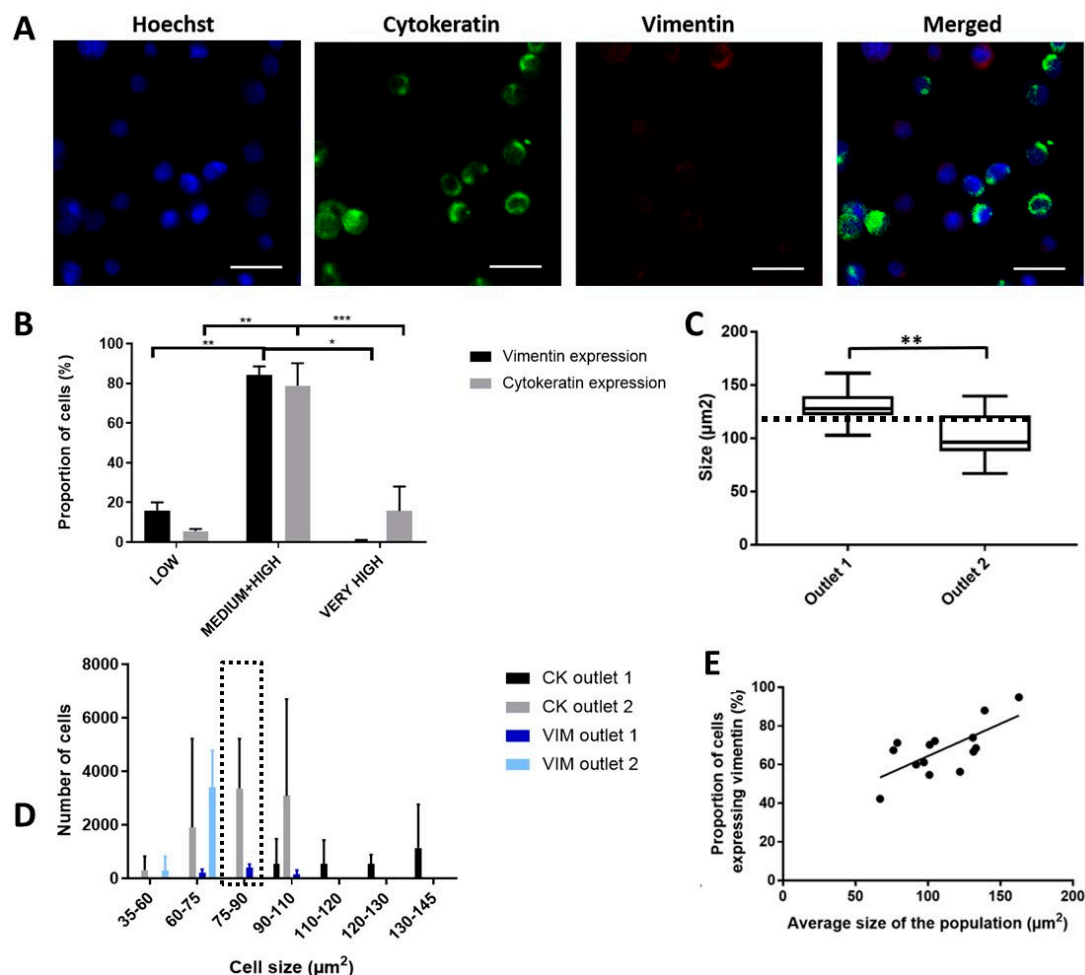 A
Hoechst
Cytokeratin
Vimentin
Merged
B
** ***
** *
Proportion of cells (%)
100
80
60
40
20
0
LOW
MEDIUM+HIGH
VERY HIGH
Vimentin expression
Cytokeratin expression
C
**
Size (µm2)
200
150
100
50
0
Outlet 1
Outlet 2
D
Number of cells
8000
6000
4000
2000
0
35-60
60-75
75-90
90-110
110-120
120-130
130-145
Cell size (µm²)
CK outlet 1
CK outlet 2
VIM outlet 1
VIM outlet 2
E
Proportion of cells
expressing vimentin (%)
100
80
60
40
20
0
0 50 100 150 200
Average size of the population (µm²)